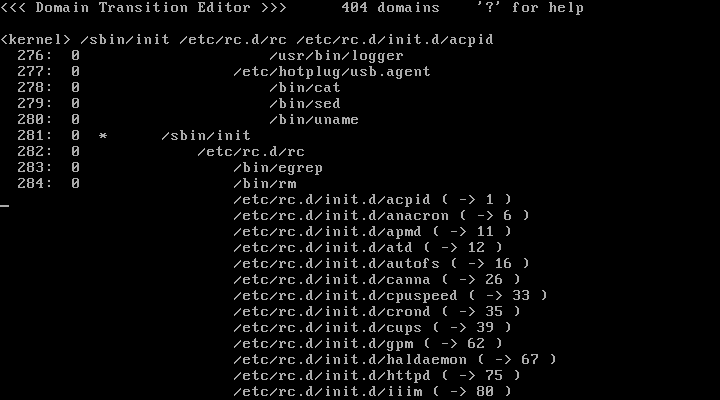 <<< Domain Transition Editor >>>      404 domains    '?' for help
<kernel> /sbin/init /etc/rc.d/rc /etc/rc.d/init.d/acpid
276:  0                     /usr/bin/logger
277:  0                 /etc/hotplug/usb.agent
278:  0                     /bin/cat
279:  0                     /bin/sed
280:  0                     /bin/uname
281:  0  *      /sbin/init
282:  0             /etc/rc.d/rc
283:  0                 /bin/egrep
284:  0                 /bin/rm
/etc/rc.d/init.d/acpid ( -> 1 )
/etc/rc.d/init.d/anacron ( -> 6 )
/etc/rc.d/init.d/apmd ( -> 11 )
/etc/rc.d/init.d/atd ( -> 12 )
/etc/rc.d/init.d/autofs ( -> 16 )
/etc/rc.d/init.d/canna ( -> 26 )
/etc/rc.d/init.d/cpuspeed ( -> 33 )
/etc/rc.d/init.d/crond ( -> 35 )
/etc/rc.d/init.d/cups ( -> 39 )
/etc/rc.d/init.d/gpm ( -> 62 )
/etc/rc.d/init.d/haldaemon ( -> 67 )
/etc/rc.d/init.d/httpd ( -> 75 )
/etc/rc.d/init.d/iiim ( -> 80 )